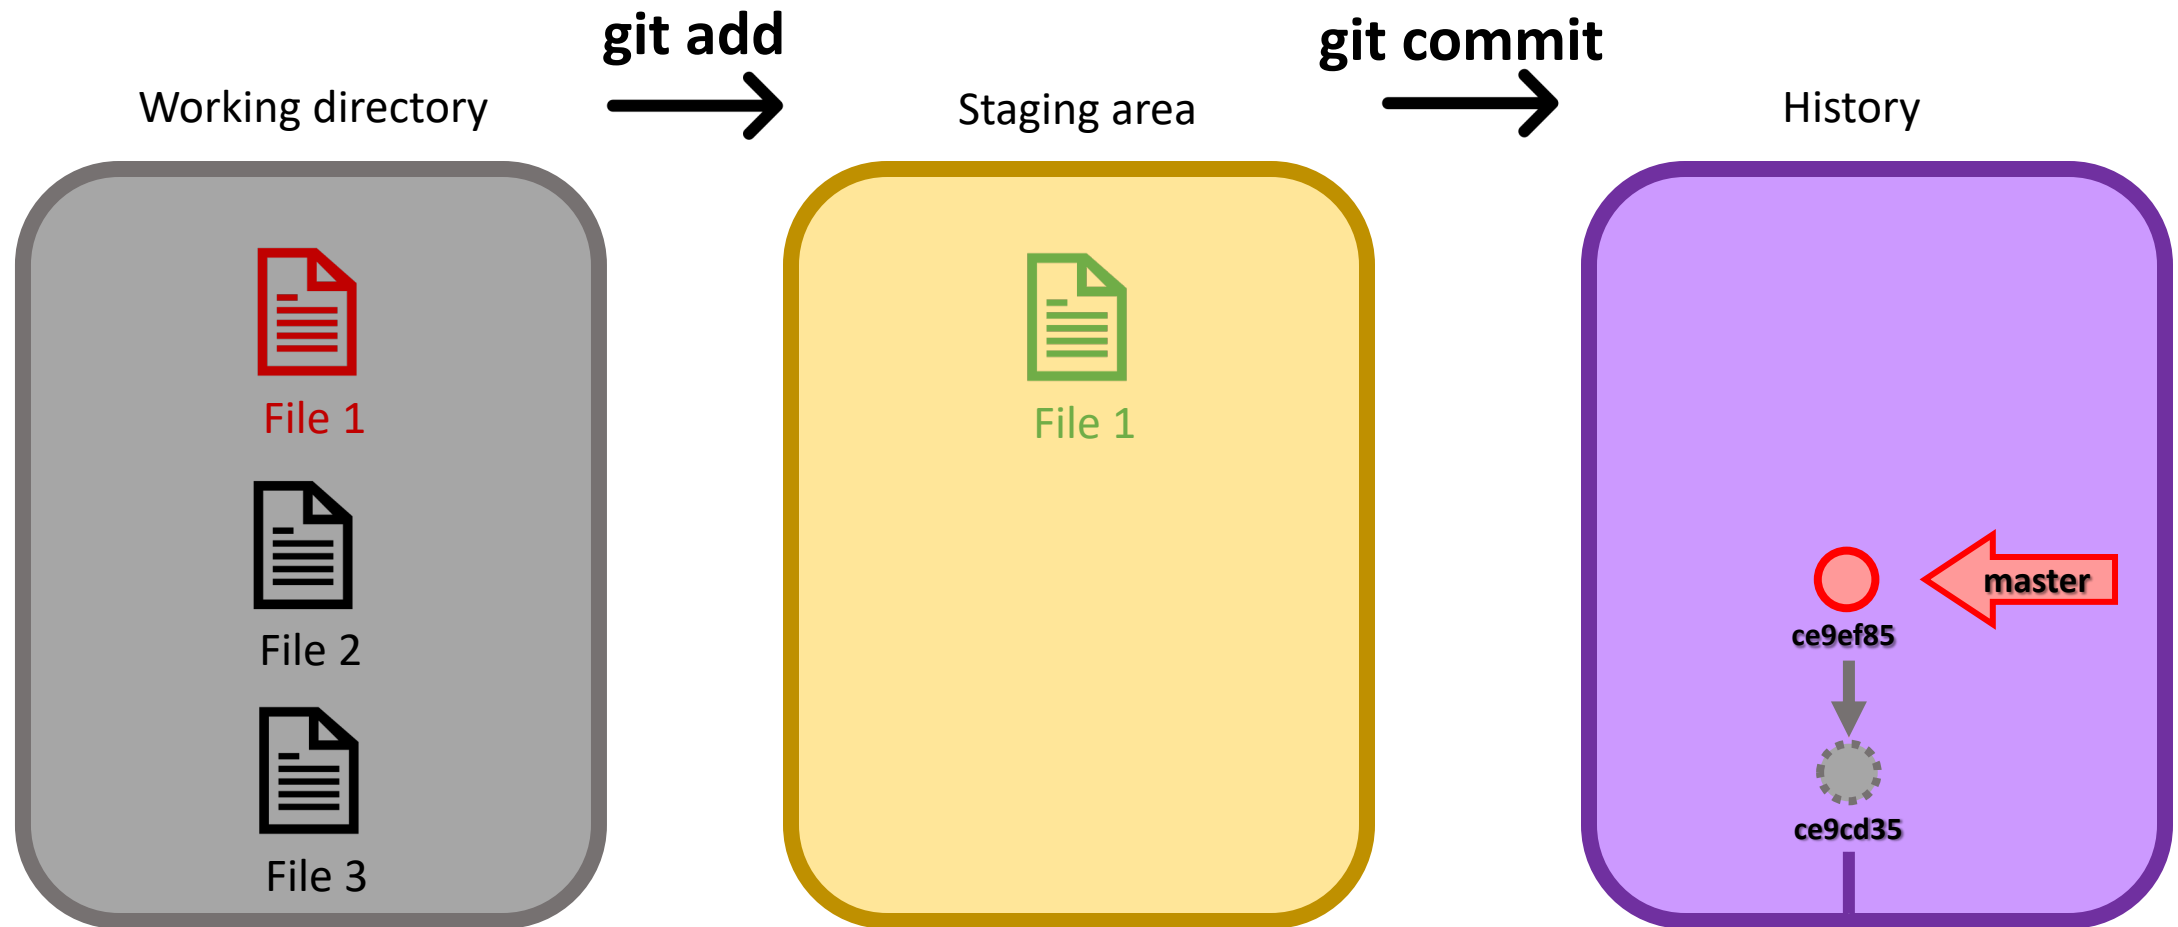 git add
git commit
Working directory
Staging area
History
File 1
File 1
File 2
master
ce9ef85
ce9cd35
File 3